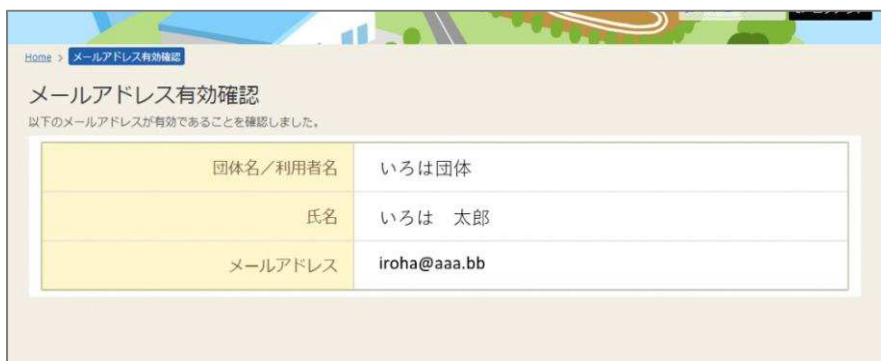 Home > メールアドレス有効確認
メールアドレス有効確認
以下のメールアドレスが有効であることを確認しました。
団体名／利用者名 いろは団体
氏名 いろは　太郎
メールアドレス iroha@aaa.bb